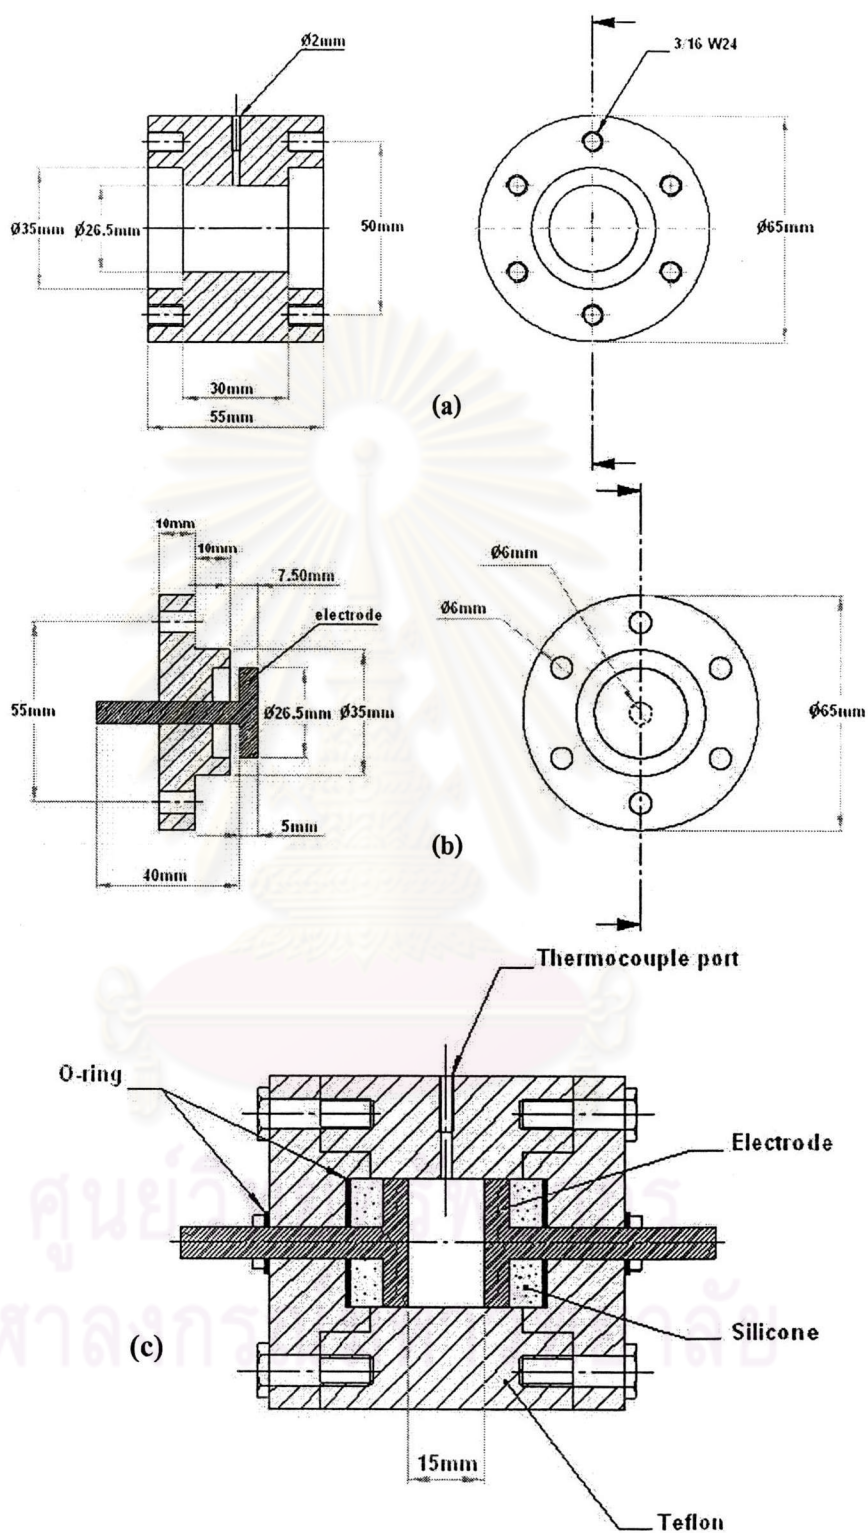 Ø2mm
3/16 W24
Ø35mm
Ø26.5mm
50mm
Ø65mm
30mm
55mm
(a)
10mm
10mm
7.50mm
electrode
Ø6mm
Ø6mm
55mm
Ø26.5mm
Ø35mm
Ø65mm
5mm
40mm
(b)
Thermocouple port
O-ring
Electrode
Silicone
(c)
15mm
Teflon